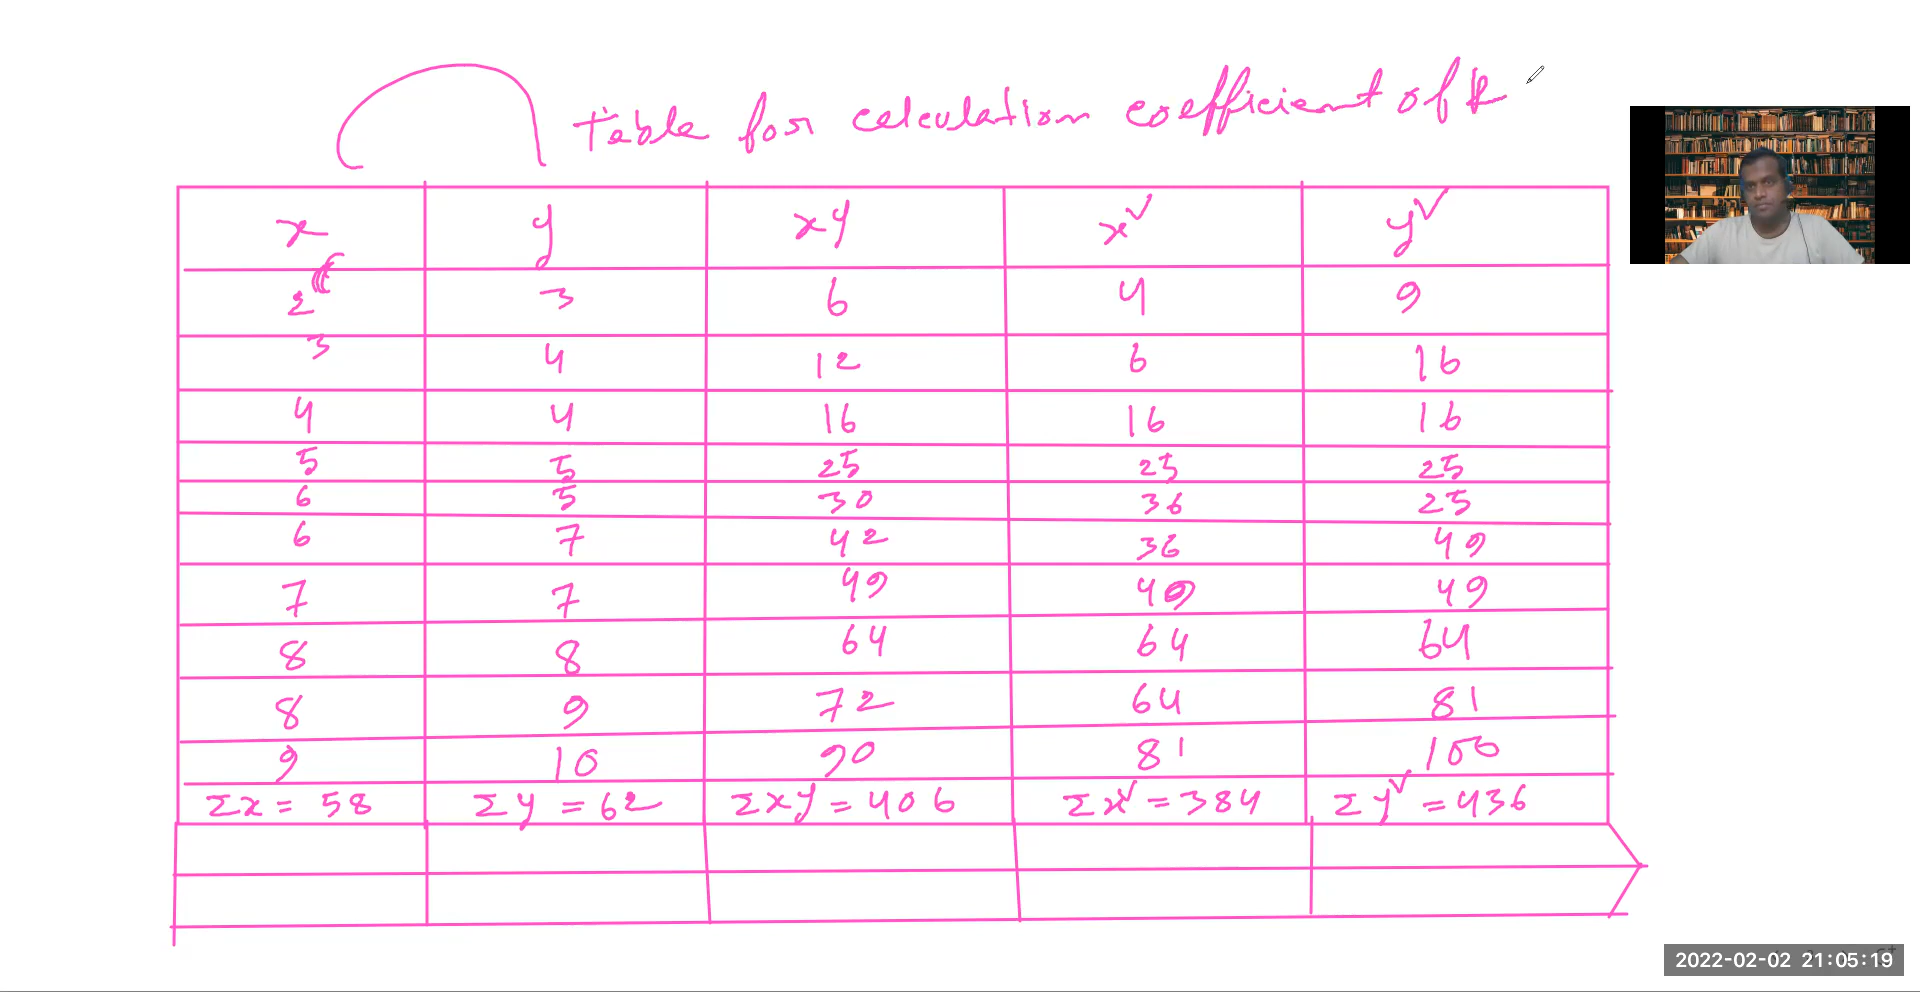 Table for calculation coefficient of R
x y xy x² y²
2 3 6 4 9
3 4 12 6 16
4 4 16 16 16
5 5 25 25 25
6 5 30 36 25
6 7 42 36 49
7 7 49 49 49
8 8 64 64 64
8 9 72 64 81
9 10 90 81 100
Σx = 58 Σy = 62 Σxy = 406 Σx² = 384 Σy² = 436
2022-02-02 21:05:19